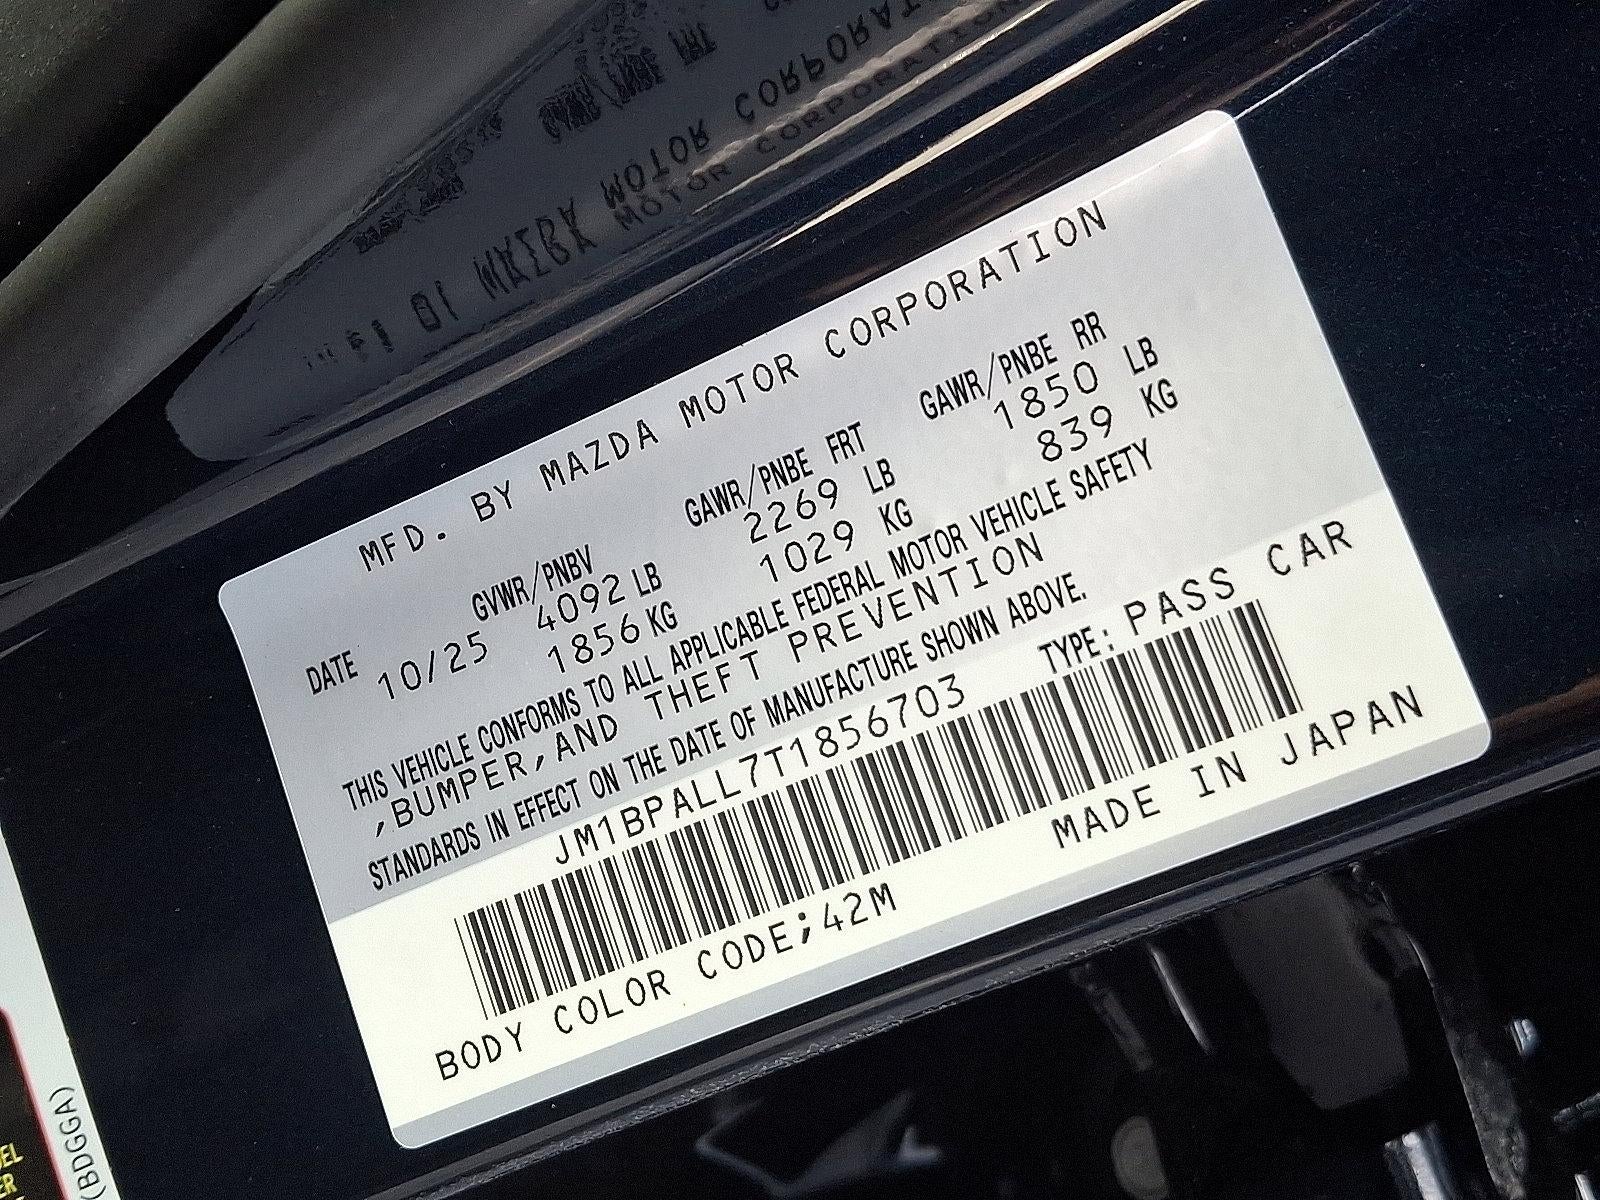 MFD. BY MAZDA MOTOR CORPORATION
DATE GVWR/PNBV GAWR/PNBE FRT GAWR/PNBE RR
10/25 4092 LB 2269 LB 1850 LB
1856 KG 1029 KG 839 KG
THIS VEHICLE CONFORMS TO ALL APPLICABLE FEDERAL MOTOR VEHICLE SAFETY
,BUMPER,AND THEFT PREVENTION
STANDARDS IN EFFECT ON THE DATE OF MANUFACTURE SHOWN ABOVE.
JM1BPALL7T1856703 TYPE: PASS CAR
BODY COLOR CODE;42M MADE IN JAPAN
(BDGGA)